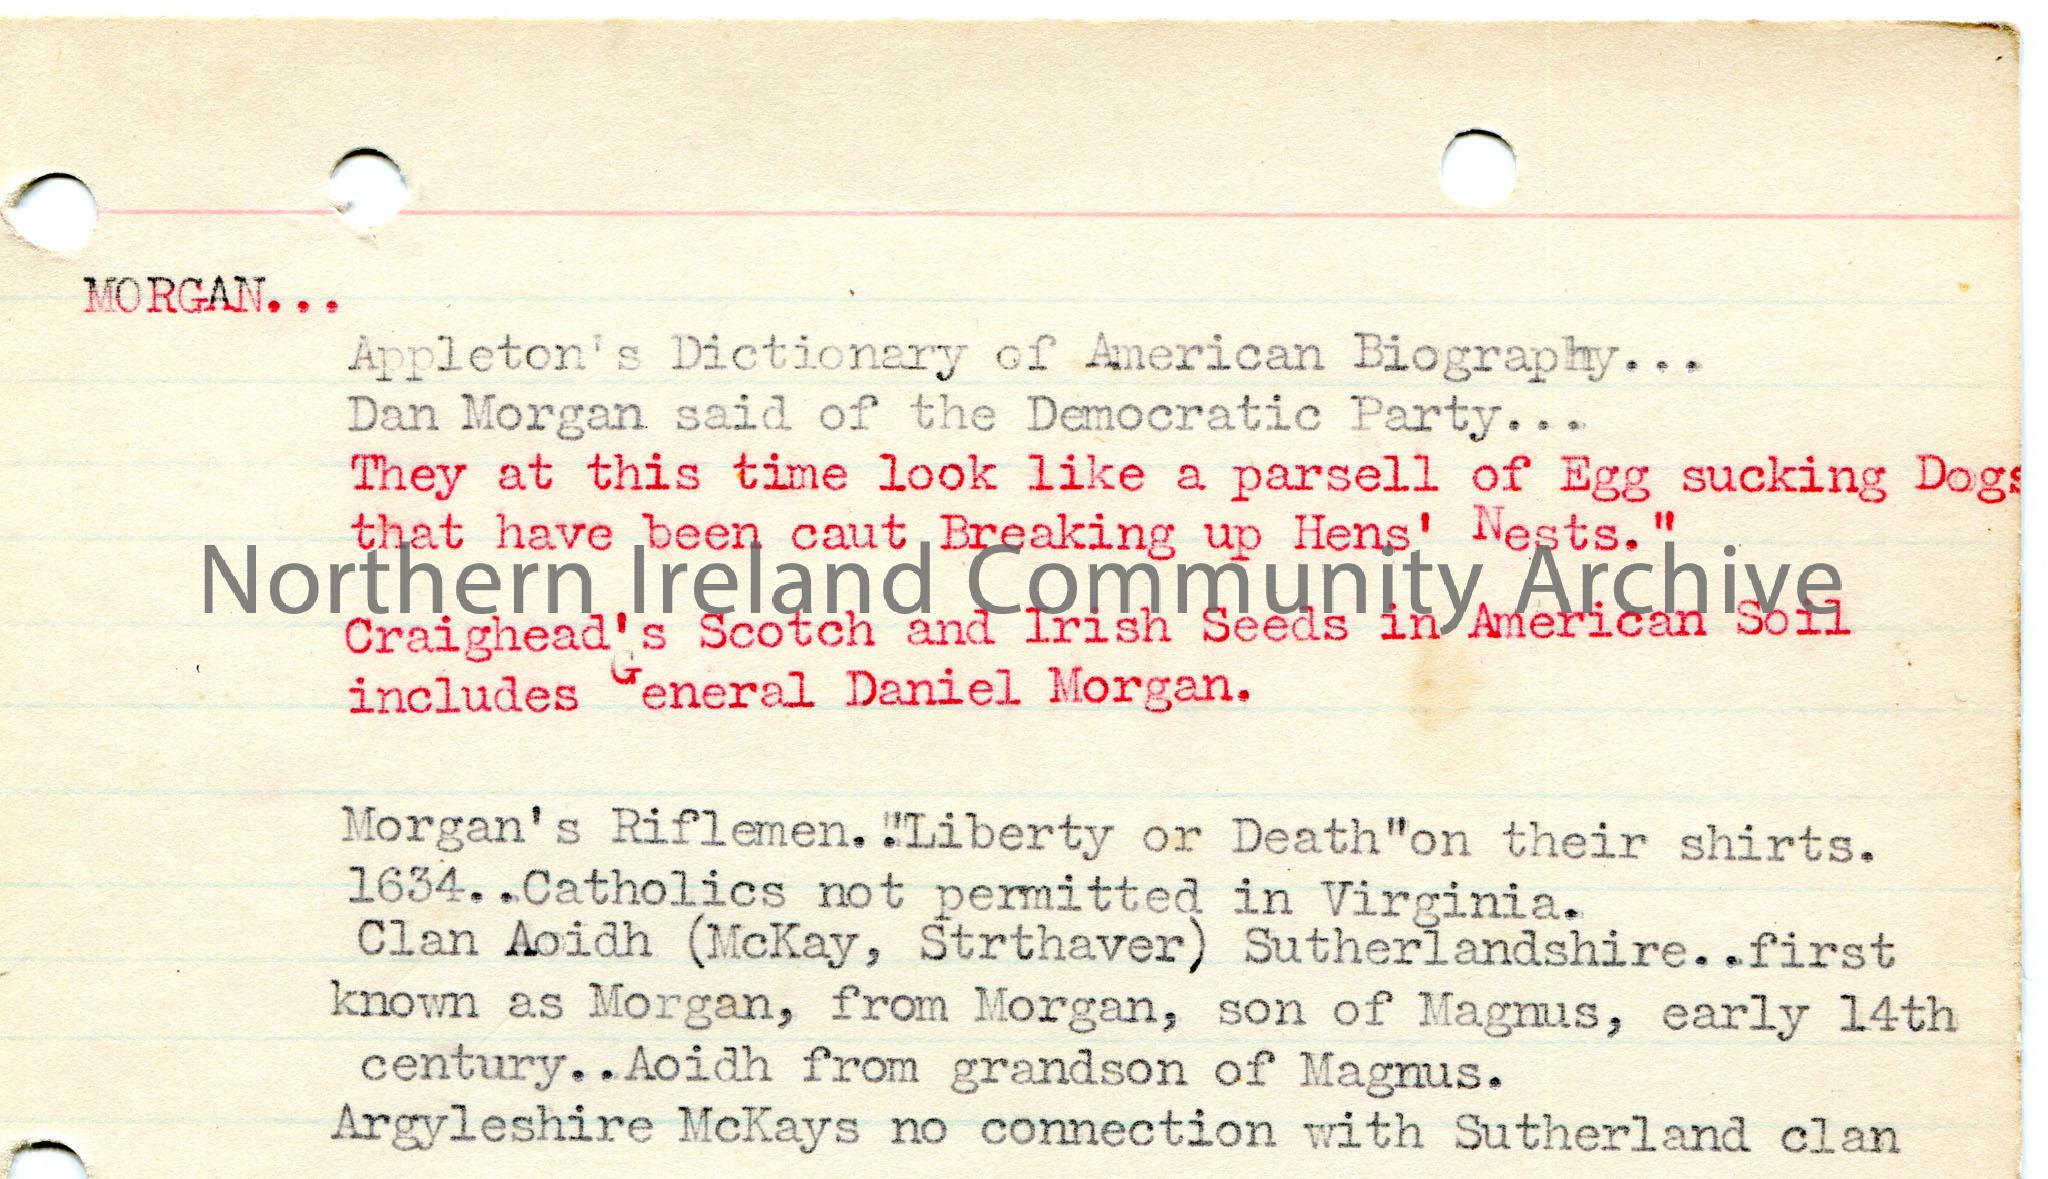 MORGAN...
Appleton's Dictionary of American Biography...
Dan Morgan said of the Democratic Party...
They at this time look like a parsell of Egg sucking Dogs
that have been caut Breaking up Hens' Nests."
Northern Ireland Community Archive
Craighead's Scotch and Irish Seeds in American Soil
includes General Daniel Morgan.
Morgan's Riflemen."Liberty or Death"on their shirts.
1634..Catholics not permitted in Virginia.
Clan Aoidh (McKay, Strthaver) Sutherlandshire..first
known as Morgan, from Morgan, son of Magnus, early 14th
century..Aoidh from grandson of Magnus.
Argyleshire McKays no connection with Sutherland clan